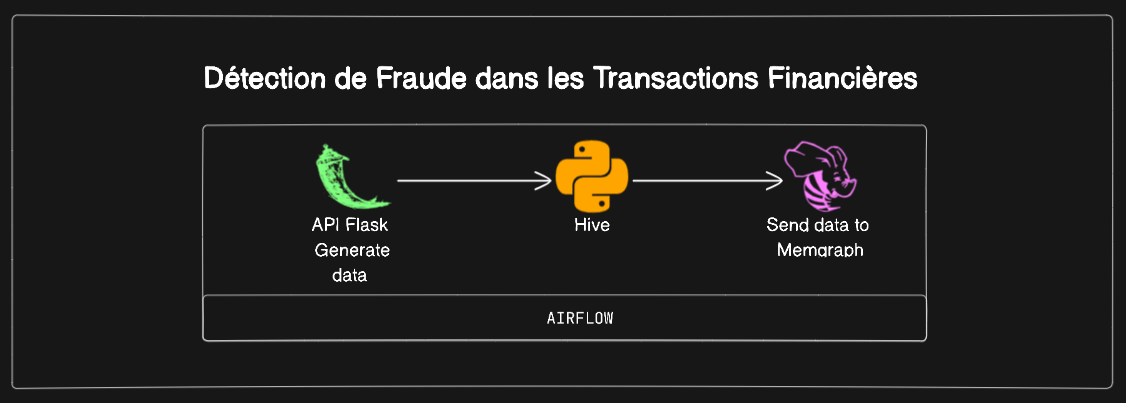 Détection de Fraude dans les Transactions Financières
API Flask
Generate
data
Hive
Send data to
Memgraph
AIRFLOW